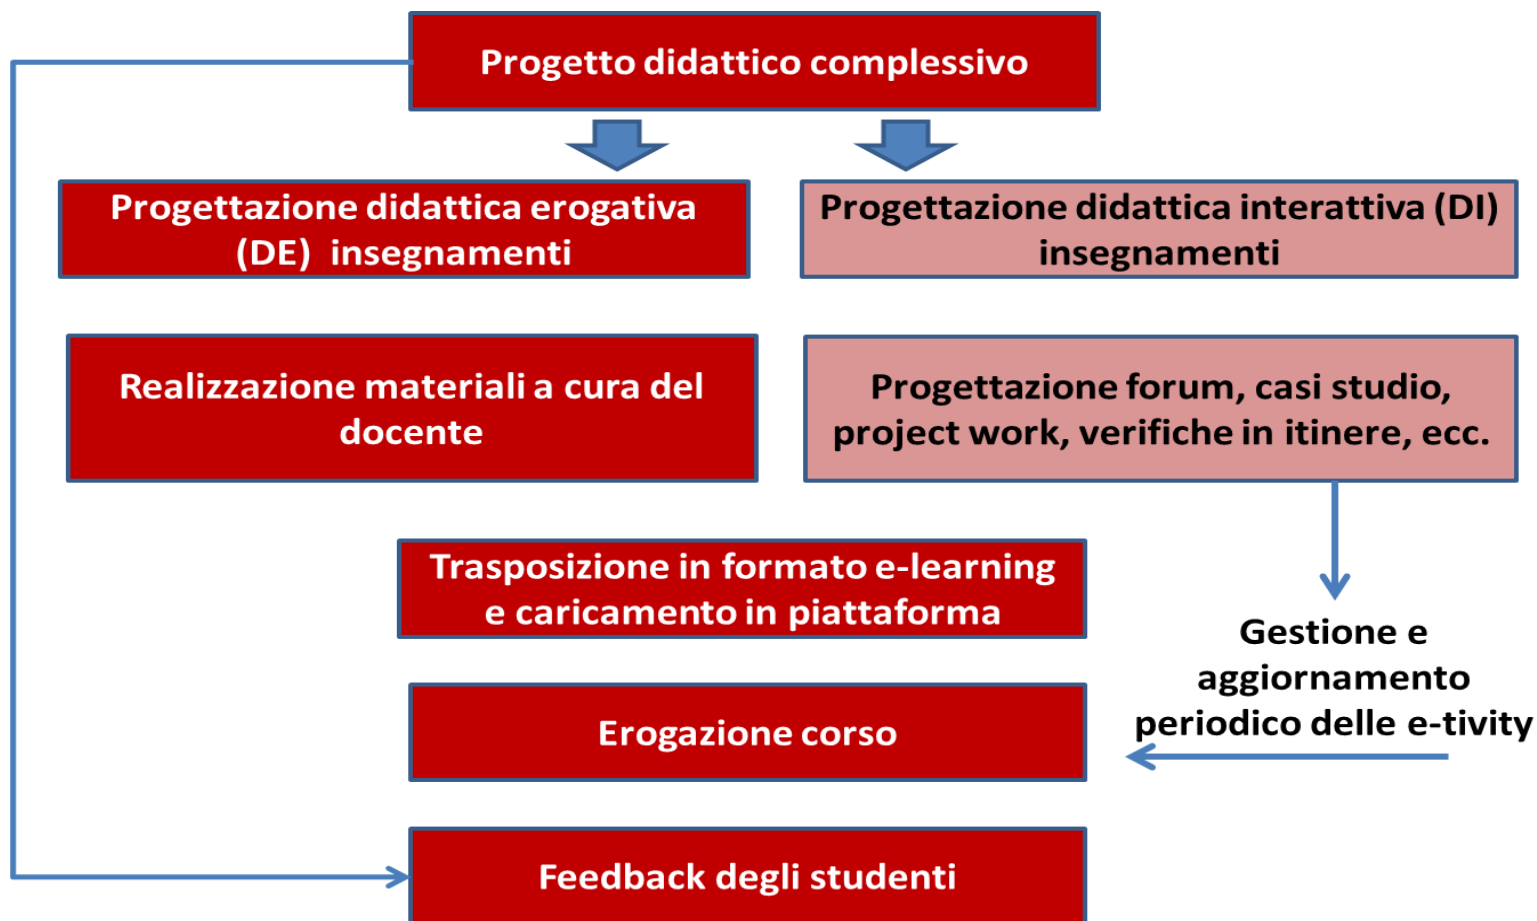 Progetto didattico complessivo
Progettazione didattica erogativa
(DE) insegnamenti
Progettazione didattica interattiva (DI)
insegnamenti
Realizzazione materiali a cura del
docente
Progettazione forum, casi studio,
project work, verifiche in itinere, ecc.
Trasposizione in formato e-learning
e caricamento in piattaforma
Gestione e
aggiornamento
periodico delle e-tivity
Erogazione corso
Feedback degli studenti